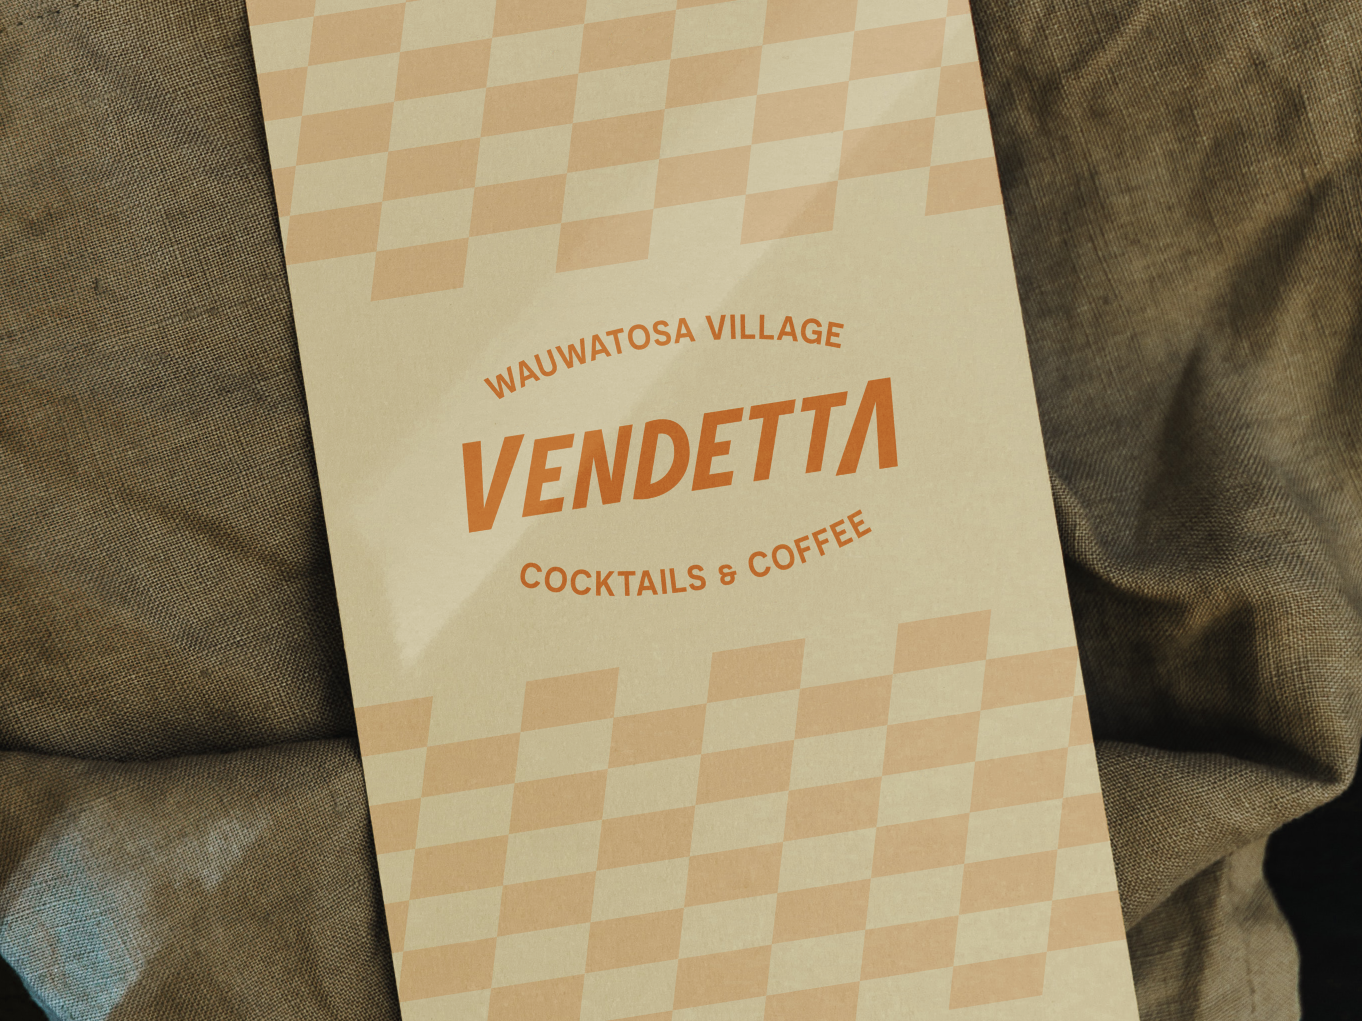 WAUWATOSA VILLAGE
VENDETTA
COCKTAILS & COFFEE